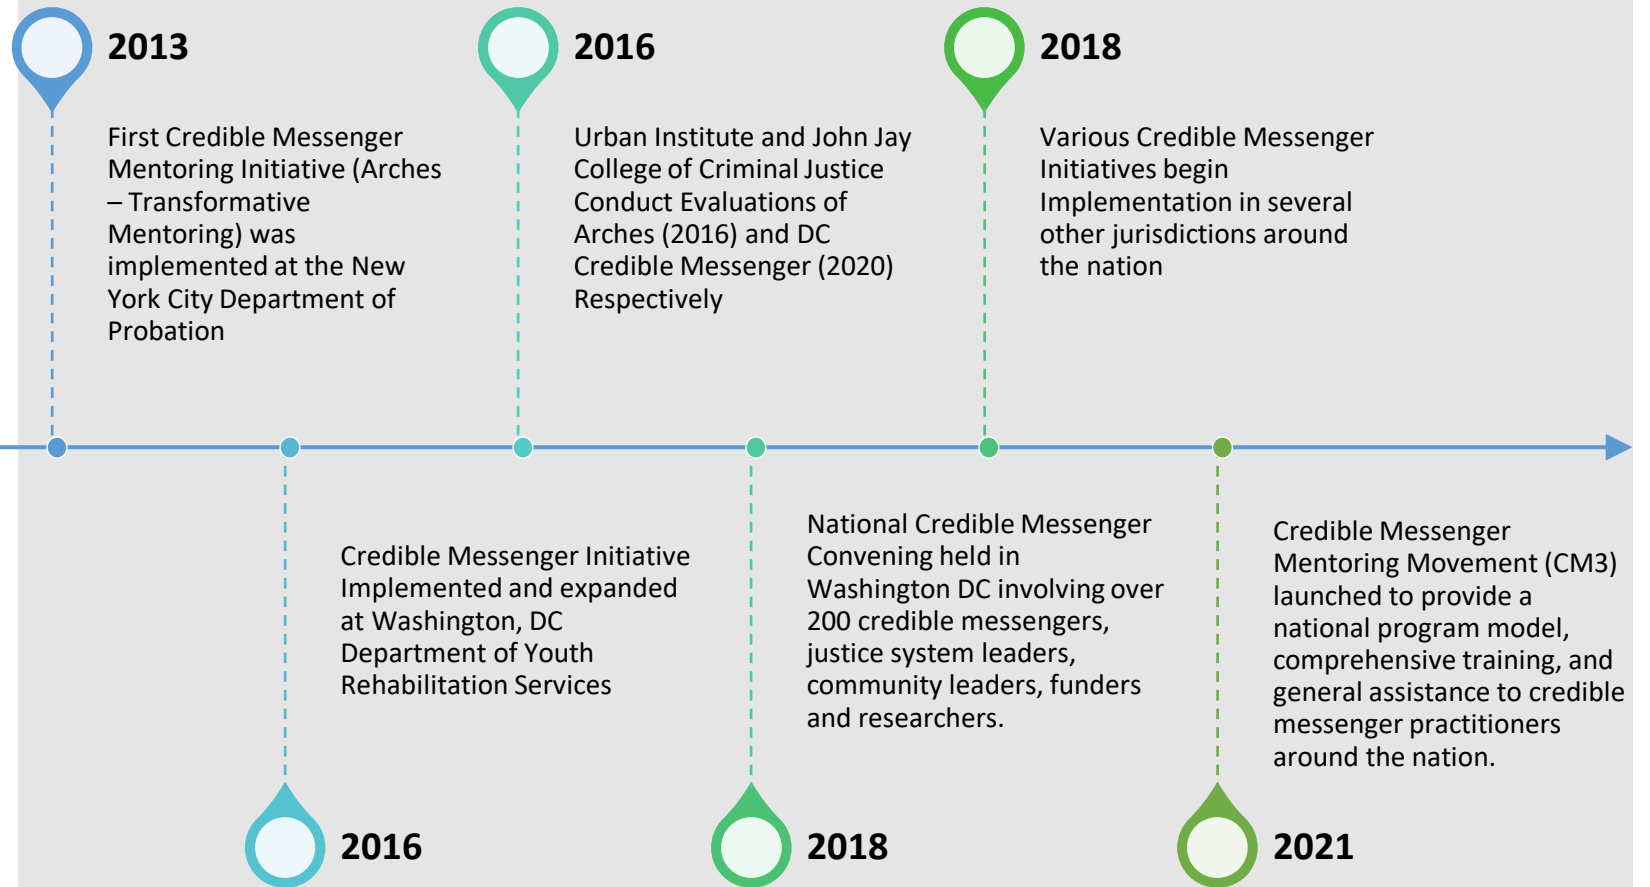 2013
First Credible Messenger
Mentoring Initiative (Arches
– Transformative
Mentoring) was
implemented at the New
York City Department of
Probation
2016
Credible Messenger Initiative
Implemented and expanded
at Washington, DC
Department of Youth
Rehabilitation Services
2016
Urban Institute and John Jay
College of Criminal Justice
Conduct Evaluations of
Arches (2016) and DC
Credible Messenger (2020)
Respectively
2018
National Credible Messenger
Convening held in
Washington DC involving over
200 credible messengers,
justice system leaders,
community leaders, funders
and researchers.
2018
Various Credible Messenger
Initiatives begin
Implementation in several
other jurisdictions around
the nation
2021
Credible Messenger
Mentoring Movement (CM3)
launched to provide a
national program model,
comprehensive training, and
general assistance to credible
messenger practitioners
around the nation.